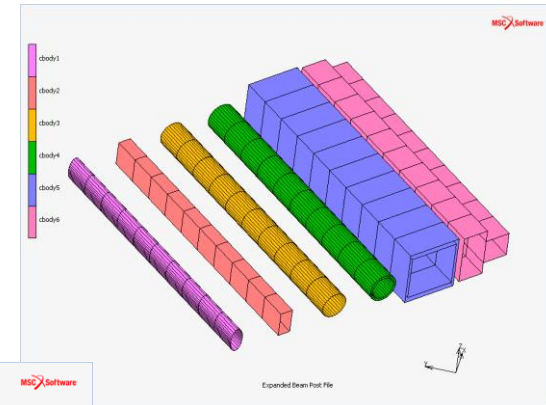 MSC Software
cbody1
cbody2
cbody3
cbody4
cbody5
cbody6
Z
X
Y
Expanded Beam Post File
MSC Software